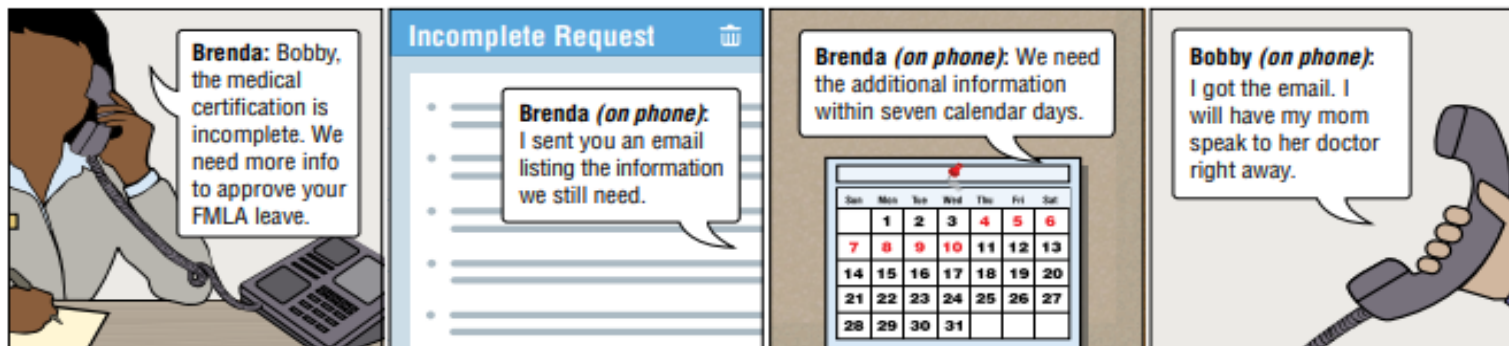 Brenda: Bobby,
the medical
certification is
incomplete. We
need more info
to approve your
FMLA leave.
Incomplete Request
Brenda (on phone):
I sent you an email
listing the information
we still need.
Brenda (on phone): We need
the additional information
within seven calendar days.
Sun Mon Tue Wed Thu Fri Sat
1 2 3 4 5 6
7 8 9 10 11 12 13
14 15 16 17 18 19 20
21 22 23 24 25 26 27
28 29 30 31
Bobby (on phone):
I got the email. I
will have my mom
speak to her doctor
right away.